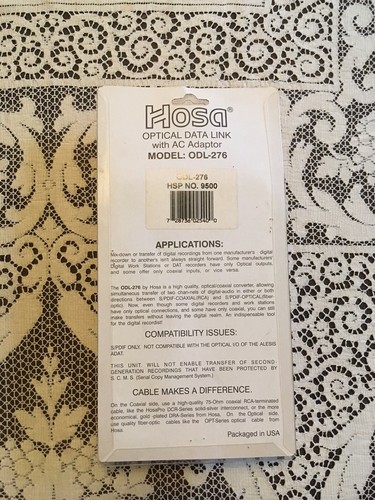 Hosa®
OPTICAL DATA LINK
with AC Adaptor
MODEL: ODL-276
ODL-276
HSP NO. 9500
APPLICATIONS:
Mix-down or transfer of digital recordings from one manufacturer's digital
recorder to another's isn't always straight forward. Some manufacturers'
Digital Work Stations or DAT recorders have only Optical outputs,
and some offer only coaxial inputs, or vice versa.
The ODL-276 by Hosa is a high quality, optical/coaxial converter, allowing
simultaneous transfer of two channels of digital-audio in either or both
directions between S/PDIF-COAXIAL(RCA) and S/PDIF-OPTICAL(fiber-
optic). Now, even though some digital recorders and work stations
have only optical connections, and some have only coaxial, you can still
make transfers without leaving the digital domain. An indispensable tool
for the digital recordist!
COMPATIBILITY ISSUES:
S/PDIF ONLY. NOT COMPATIBLE WITH THE OPTICAL I/O OF THE ALESIS
ADAT.
THIS UNIT WILL NOT ENABLE TRANSFER OF SECOND-
GENERATION RECORDINGS THAT HAVE BEEN PROTECTED BY
S. C. M. S. (Serial Copy Management System.)
CABLE MAKES A DIFFERENCE.
On the Coaxial side, use a high-quality 75-Ohm coaxial RCA-terminated
cable, like the HosaPro DCR-Series solid-silver interconnect, or the more
economical, gold -plated DRA-Series from Hosa. On the Optical side,
use quality fiber-optic cables like the OPT-Series optical cable from
Hosa.
Packaged in USA